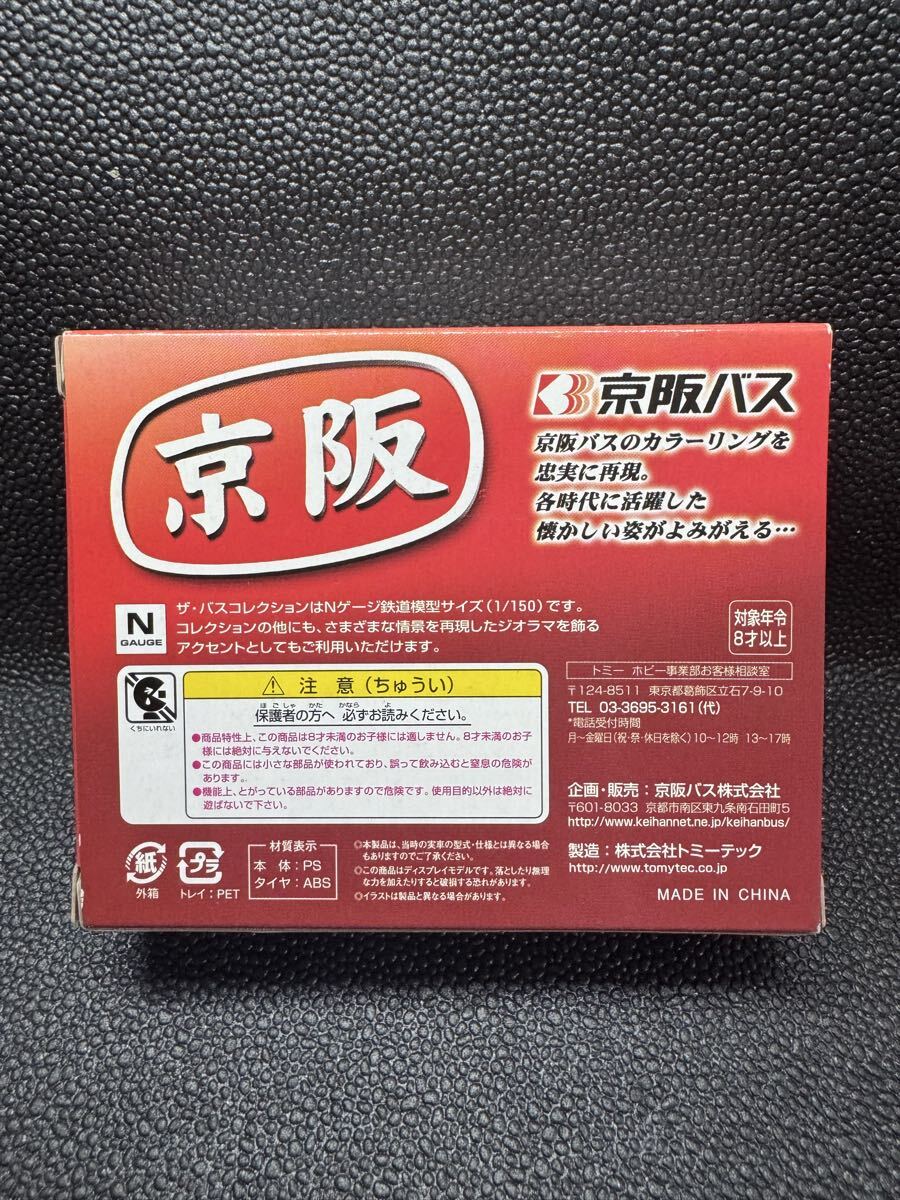 京阪
京阪バス
京阪バスのカラーリングを
忠実に再現。
各時代に活躍した
懐かしい姿がよみがえる…
N
GAUGE
ザ・バスコレクションはNゲージ鉄道模型サイズ(1/150)です。
コレクションの他にも、さまざまな情景を再現したジオラマを飾る
アクセントとしてもご利用いただけます。
対象年令
8才以上
くちにいれない
⚠ 注 意(ちゅうい)
ほごしゃ かた かなら よ
保護者の方へ 必ずお読みください。
●商品特性上、この商品は8才未満のお子様には適しません。8才未満のお子
様には絶対に与えないでください。
●この商品には小さな部品が使われており、誤って飲み込むと窒息の危険が
あります。
●機能上、とがっている部品がありますので危険です。使用目的以外は絶対に
遊ばないで下さい。
トミー ホビー事業部お客様相談室
〒124-8511 東京都葛飾区立石7-9-10
TEL 03-3695-3161(代)
*電話受付時間
月〜金曜日(祝・祭・休日を除く)10〜12時 13〜17時
企画・販売:京阪バス株式会社
〒601-8033 京都市南区東九条南石田町5
http://www.keihannet.ne.jp/keihanbus/
製造:株式会社トミーテック
http://www.tomytec.co.jp
MADE IN CHINA
紙
外箱
プラ
トレイ:PET
材質表示
本 体:PS
タイヤ:ABS
◎本製品は、当時の実車の型式・仕様とは異なる場合
もありますのでご了承ください。
◎この商品はディスプレイモデルです。落としたり無理
な力を加えたりすると破損する恐れがあります。
◎イラストは製品と異なる場合があります。